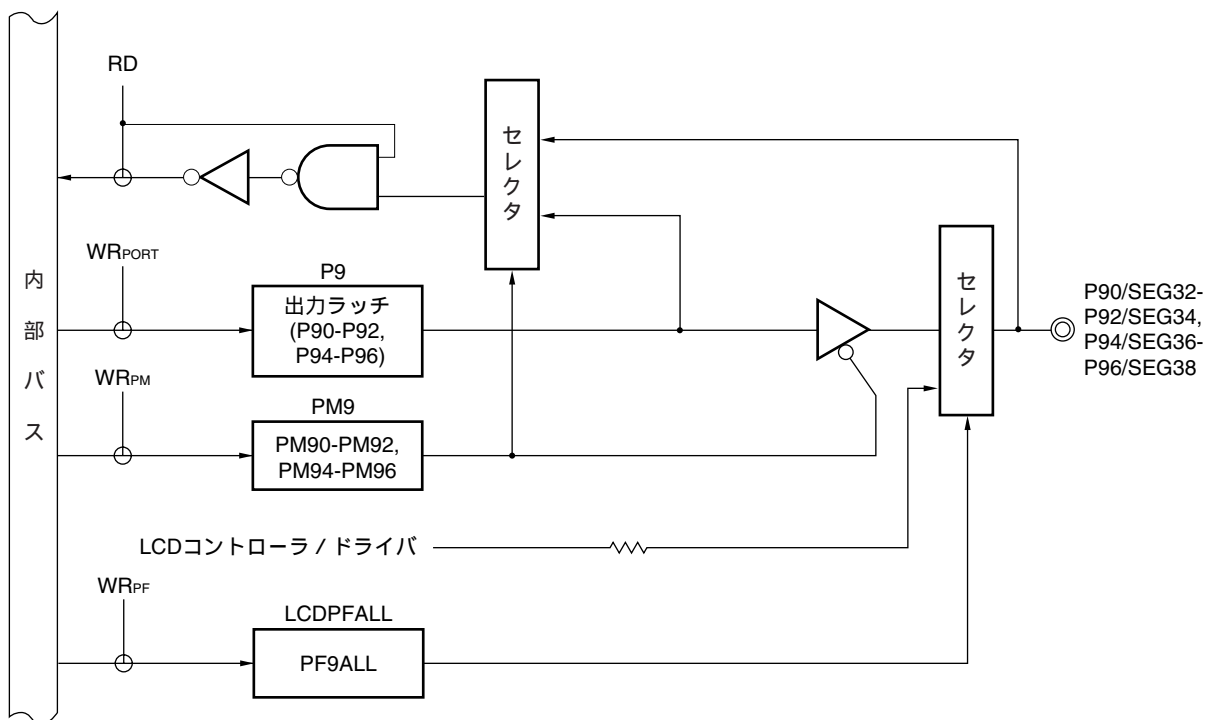 RD
セレクタ
WRPORT
P9
出力ラッチ
(P90-P92,
P94-P96)
内部バス
セレクタ
P90/SEG32-
P92/SEG34,
P94/SEG36-
P96/SEG38
WRPM
PM9
PM90-PM92,
PM94-PM96
LCDコントローラ / ドライバ
WRPF
LCDPFALL
PF9ALL